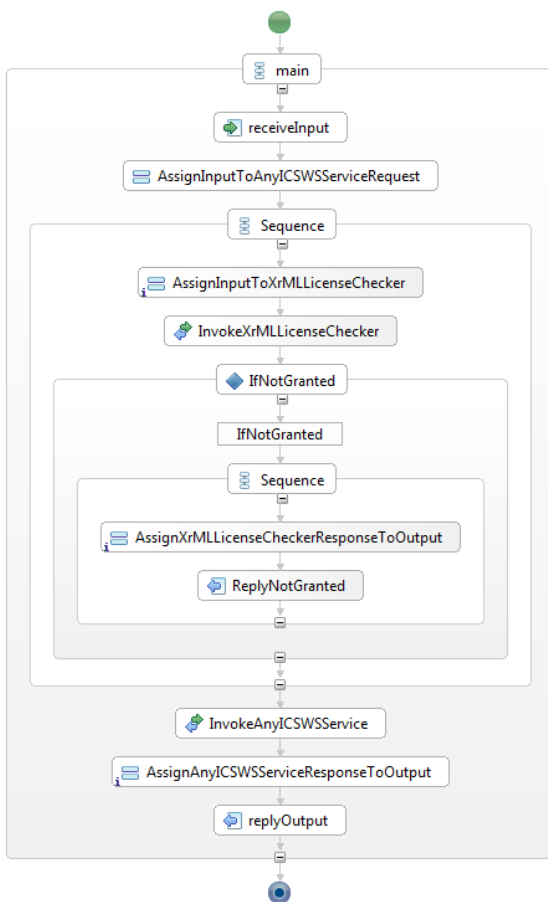 main
receiveInput
AssignInputToAnyICSWSServiceRequest
Sequence
AssignInputToXrMLLicenseChecker
InvokeXrMLLicenseChecker
IfNotGranted
IfNotGranted
Sequence
AssignXrMLLicenseCheckerResponseToOutput
ReplyNotGranted
InvokeAnyICSWSService
AssignAnyICSWSServiceResponseToOutput
replyOutput